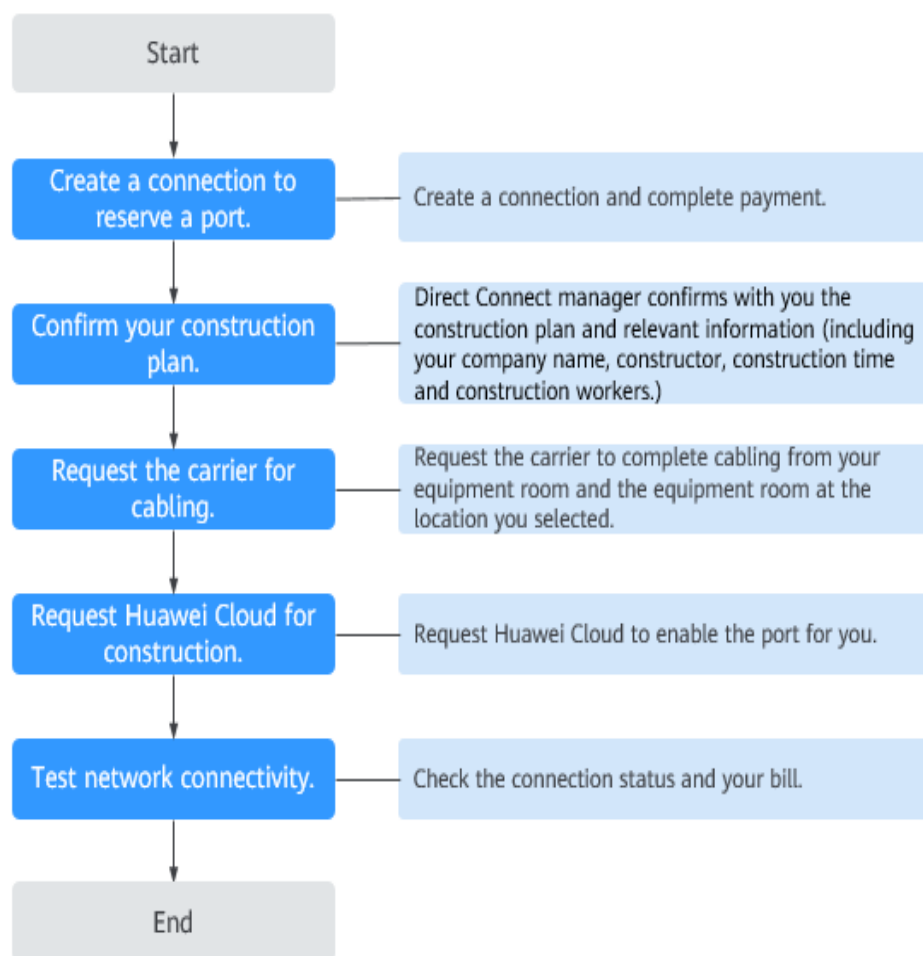 Start
Create a connection to
reserve a port.
Create a connection and complete payment.
Confirm your construction
plan.
Direct Connect manager confirms with you the
construction plan and relevant information (including
your company name, constructor, construction time
and construction workers.)
Request the carrier for
cabling.
Request the carrier to complete cabling from your
equipment room and the equipment room at the
location you selected.
Request Huawei Cloud for
construction.
Request Huawei Cloud to enable the port for you.
Test network connectivity.
Check the connection status and your bill.
End